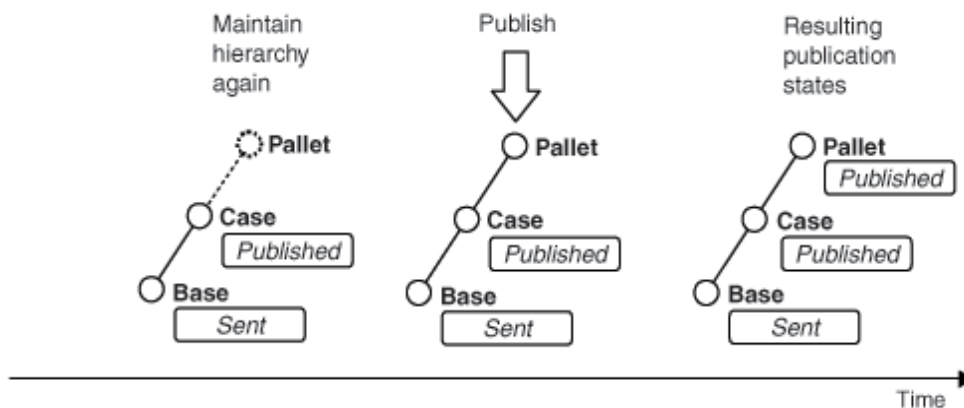 Maintain
hierarchy
again
Pallet
Case
Published
Base
Sent
Publish
Pallet
Case
Published
Base
Sent
Resulting
publication
states
Pallet
Published
Case
Published
Base
Sent
Time